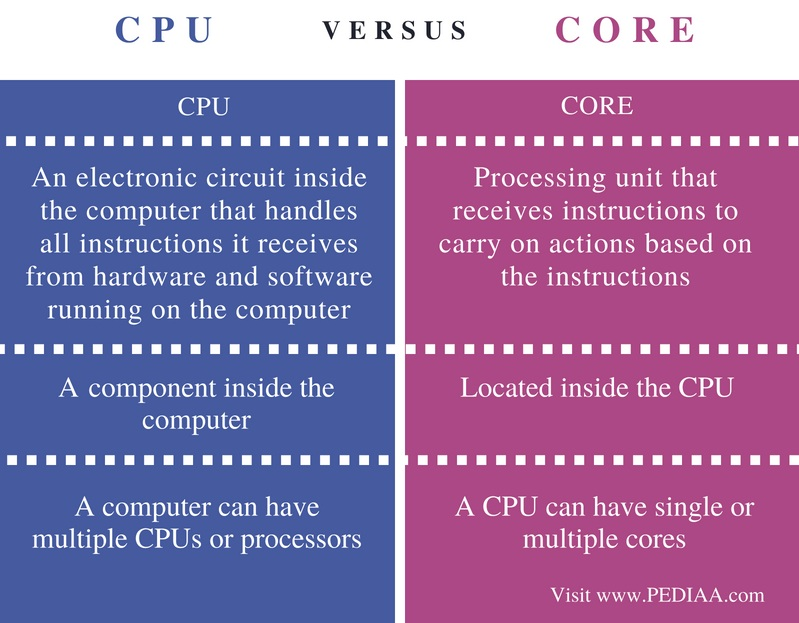 CPU VERSUS CORE
CPU
An electronic circuit inside
the computer that handles
all instructions it receives
from hardware and software
running on the computer
A component inside the
computer
A computer can have
multiple CPUs or processors
CORE
Processing unit that
receives instructions to
carry on actions based on
the instructions
Located inside the CPU
A CPU can have single or
multiple cores
Visit www.PEDIAA.com